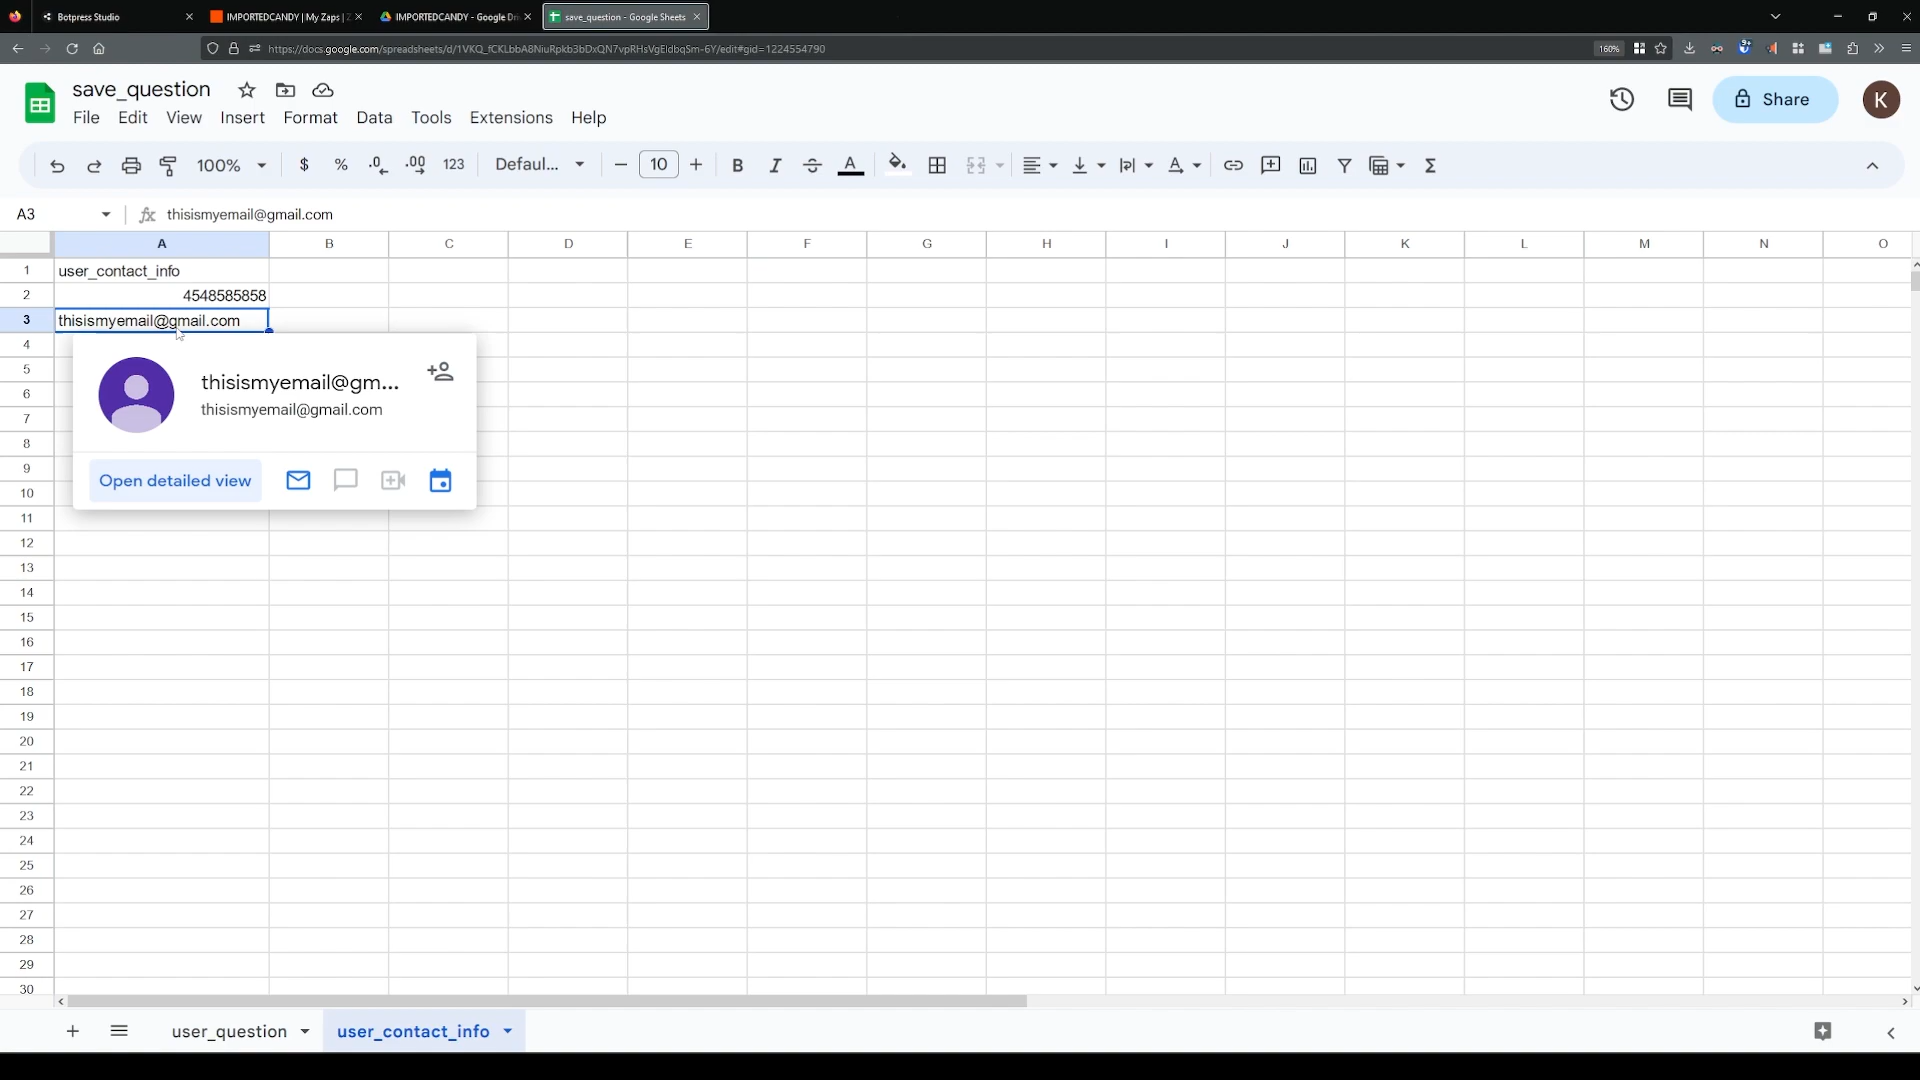 Botpress Studio
IMPORTEDCANDY | My Zaps | Z
IMPORTEDCANDY - Google Dri
save_question - Google Sheets
https://docs.google.com/spreadsheets/d/1VKQ_fCKLbbA8NiuRpkb3bDxQN7vpRHsVgEldbqSm-6Y/edit#gid=1224554790
160%
save_question
File Edit View Insert Format Data Tools Extensions Help
Share
K
100%
$ % .0 .00 123
Defaul...
10
B I S A
A3
fx thisismyemail@gmail.com
A B C D E F G H I J K L M N O
1 user_contact_info
2 4548585858
3 thisismyemail@gmail.com
4
thisismyemail@gm...
thisismyemail@gmail.com
Open detailed view
5
6
7
8
9
10
11
12
13
14
15
16
17
18
19
20
21
22
23
24
25
26
27
28
29
30
user_question
user_contact_info